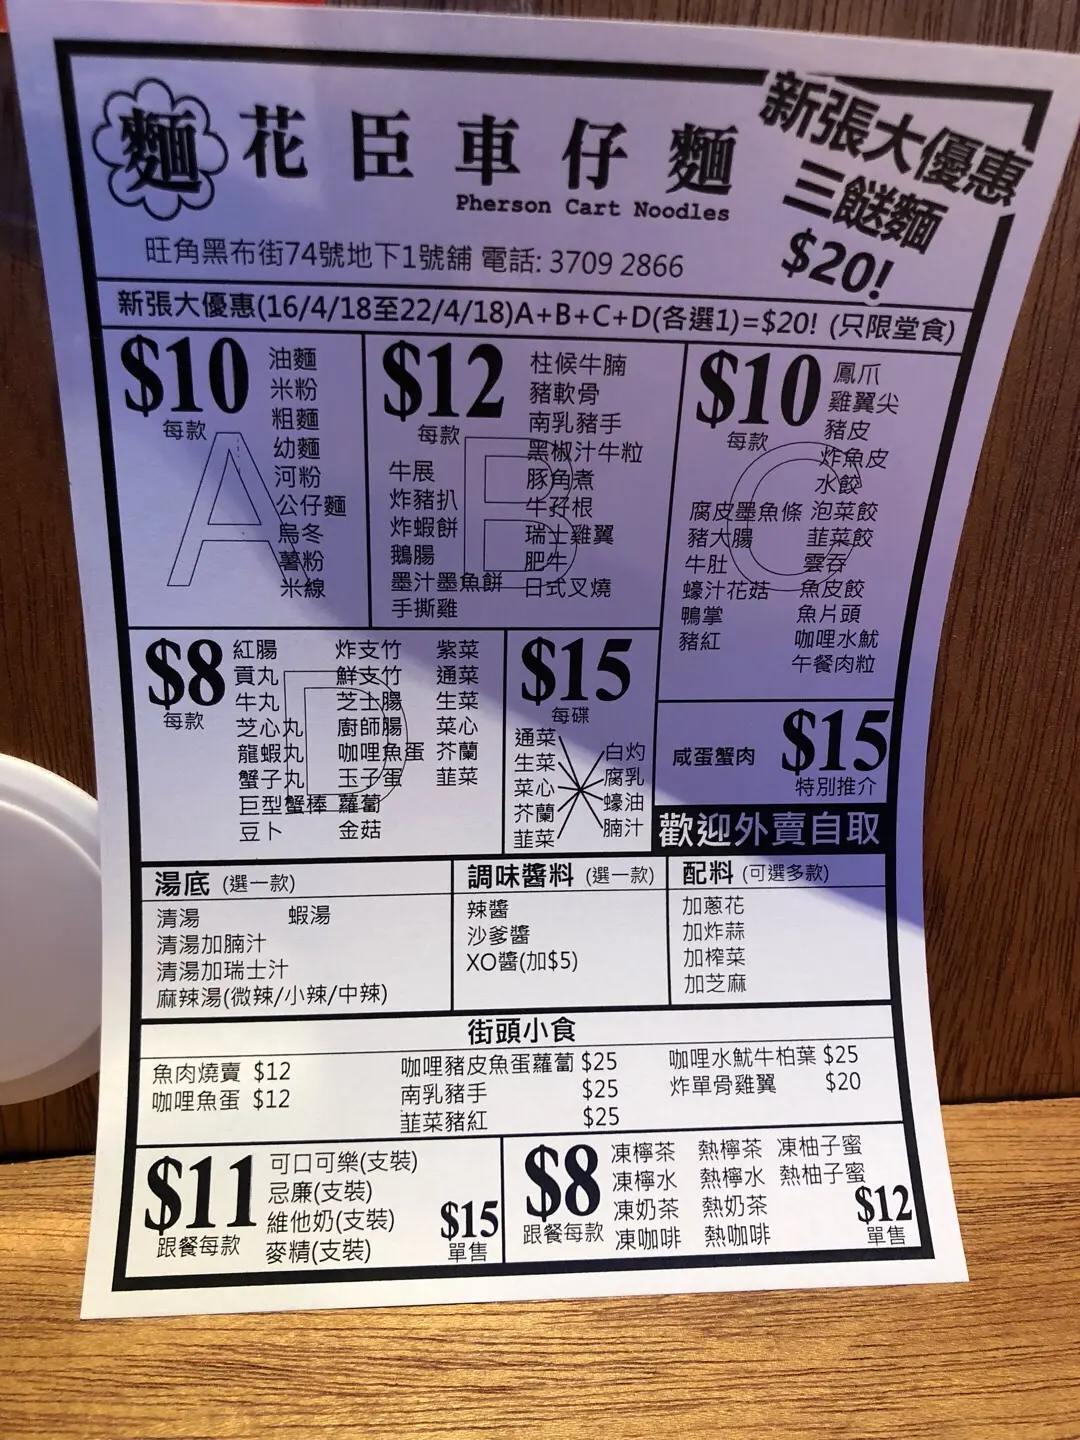 麵 花臣車仔麵
Pherson Cart Noodles
新張大優惠
三餸麵
$20!
旺角黑布街74號地下1號舖 電話: 3709 2866
新張大優惠(16/4/18至22/4/18)A+B+C+D(各選1)=$20! (只限堂食)
$10
每款
A
油麵
米粉
粗麵
幼麵
河粉
公仔麵
烏冬
薯粉
米線
$12
每款
B
柱候牛腩
豬軟骨
南乳豬手
黑椒汁牛粒
豚角煮
牛孖根
瑞士雞翼
肥牛
日式叉燒
牛展
炸豬扒
炸蝦餅
鵝腸
墨汁墨魚餅
手撕雞
$10
每款
C
鳳爪
雞翼尖
豬皮
炸魚皮
水餃
腐皮墨魚條 泡菜餃
豬大腸 韮菜餃
牛肚 雲吞
蠔汁花菇 魚皮餃
鴨掌 魚片頭
豬紅 咖哩水魷
午餐肉粒
$8
每款
D
紅腸 炸支竹 紫菜
貢丸 鮮支竹 通菜
牛丸 芝士腸 生菜
芝心丸 廚師腸 菜心
龍蝦丸 咖哩魚蛋 芥蘭
蟹子丸 玉子蛋 韮菜
巨型蟹棒 蘿蔔
豆卜 金菇
$15
每碟
通菜
生菜 白灼
菜心 腐乳
芥蘭 蠔油
韮菜 腩汁
咸蛋蟹肉 $15
特別推介
歡迎外賣自取
湯底 (選一款)
清湯 蝦湯
清湯加腩汁
清湯加瑞士汁
麻辣湯(微辣/小辣/中辣)
調味醬料 (選一款)
辣醬
沙爹醬
XO醬(加$5)
配料 (可選多款)
加蔥花
加炸蒜
加榨菜
加芝麻
街頭小食
魚肉燒賣 $12 咖哩豬皮魚蛋蘿蔔 $25 咖哩水魷牛柏葉 $25
咖哩魚蛋 $12 南乳豬手 $25 炸單骨雞翼 $20
韮菜豬紅 $25
$11
跟餐每款
可口可樂(支裝)
忌廉(支裝)
維他奶(支裝)
麥精(支裝)
$15
單售
$8
跟餐每款
凍檸茶 熱檸茶 凍柚子蜜
凍檸水 熱檸水 熱柚子蜜
凍奶茶 熱奶茶
凍咖啡 熱咖啡
$12
單售